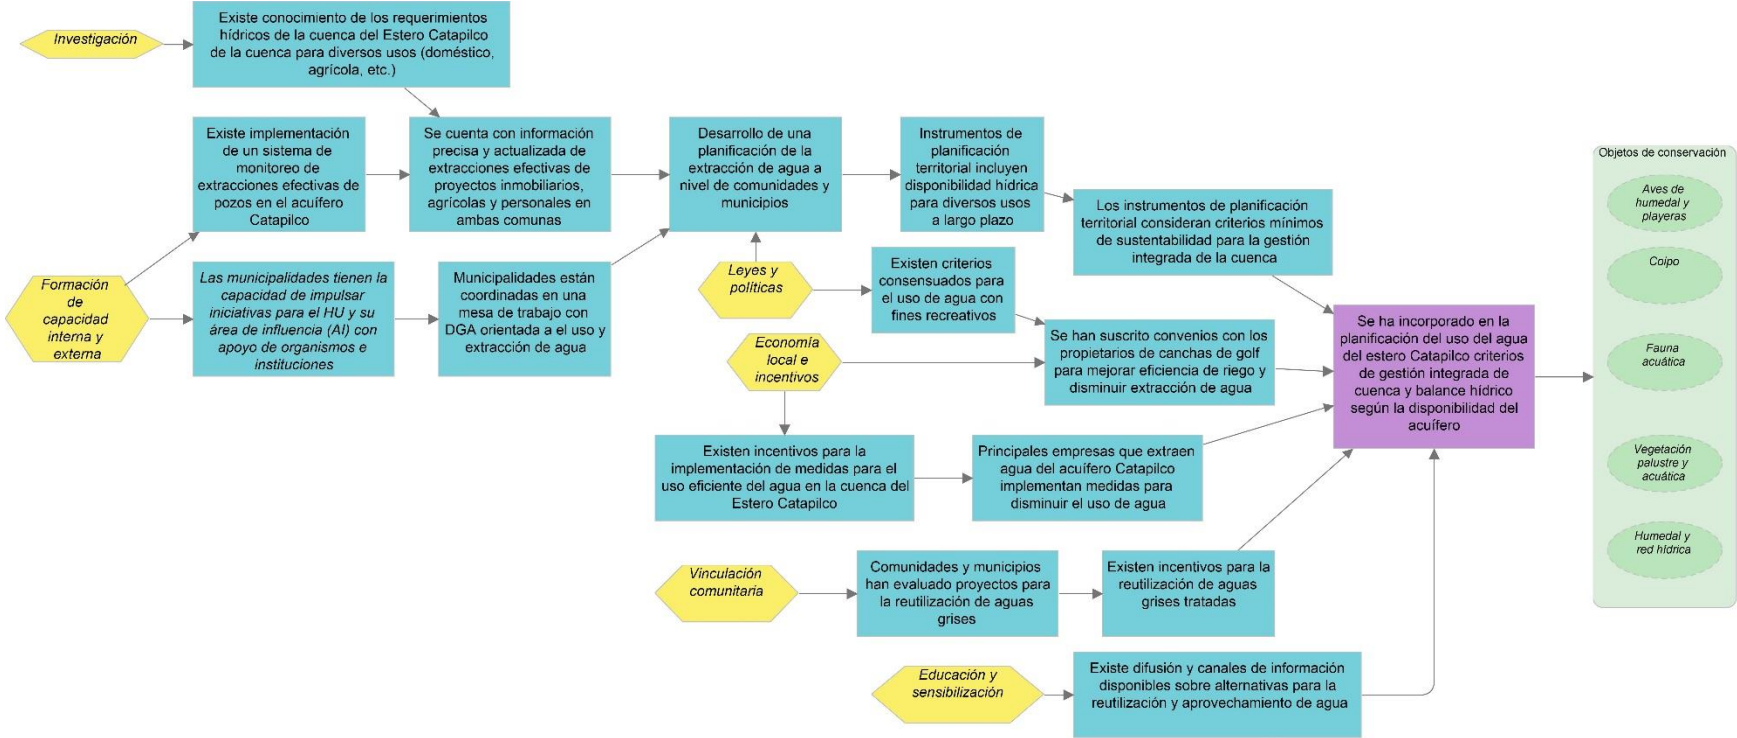 Investigación
Existe conocimiento de los requerimientos
hídricos de la cuenca del Estero Catapilco
de la cuenca para diversos usos (doméstico,
agrícola, etc.)
Existe implementación
de un sistema de
monitoreo de
extracciones efectivas de
pozos en el acuífero
Catapilco
Se cuenta con información
precisa y actualizada de
extracciones efectivas de
proyectos inmobiliarios,
agrícolas y personales en
ambas comunas
Desarrollo de una
planificación de la
extracción de agua a
nivel de comunidades y
municipios
Instrumentos de
planificación
territorial incluyen
disponibilidad hídrica
para diversos usos
a largo plazo
Los instrumentos de planificación
territorial consideran criterios mínimos
de sustentabilidad para la gestión
integrada de la cuenca
Formación
de
capacidad
interna y
externa
Las municipalidades tienen la
capacidad de impulsar
iniciativas para el HU y su
área de influencia (AI) con
apoyo de organismos e
instituciones
Municipalidades están
coordinadas en una
mesa de trabajo con
DGA orientada a el uso y
extracción de agua
Leyes y
políticas
Existen criterios
consensuados para
el uso de agua con
fines recreativos
Economía
local e
incentivos
Se han suscrito convenios con los
propietarios de canchas de golf
para mejorar eficiencia de riego y
disminuir extracción de agua
Se ha incorporado en la
planificación del uso del agua
del estero Catapilco criterios
de gestión integrada de
cuenca y balance hídrico
según la disponibilidad del
acuífero
Existen incentivos para la
implementación de medidas para el
uso eficiente del agua en la cuenca del
Estero Catapilco
Principales empresas que extraen
agua del acuífero Catapilco
implementan medidas para
disminuir el uso de agua
Vinculación
comunitaria
Comunidades y municipios
han evaluado proyectos para
la reutilización de aguas
grises
Existen incentivos para la
reutilización de aguas
grises tratadas
Educación y
sensibilización
Existe difusión y canales de información
disponibles sobre alternativas para la
reutilización y aprovechamiento de agua
Objetos de conservación
Aves de
humedal y
playeras
Coipo
Fauna
acuática
Vegetación
palustre y
acuática
Humedal y
red hídrica